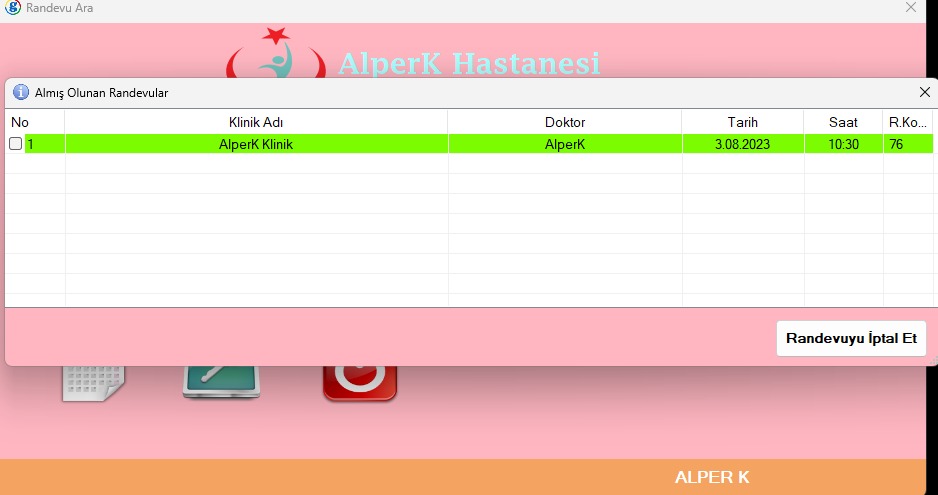 Randevu Ara
AlperK Hastanesi
Almış Olunan Randevular
No Klinik Adı Doktor Tarih Saat R.Ko...
1 AlperK Klinik AlperK 3.08.2023 10:30 76
Randevuyu İptal Et
ALPER K